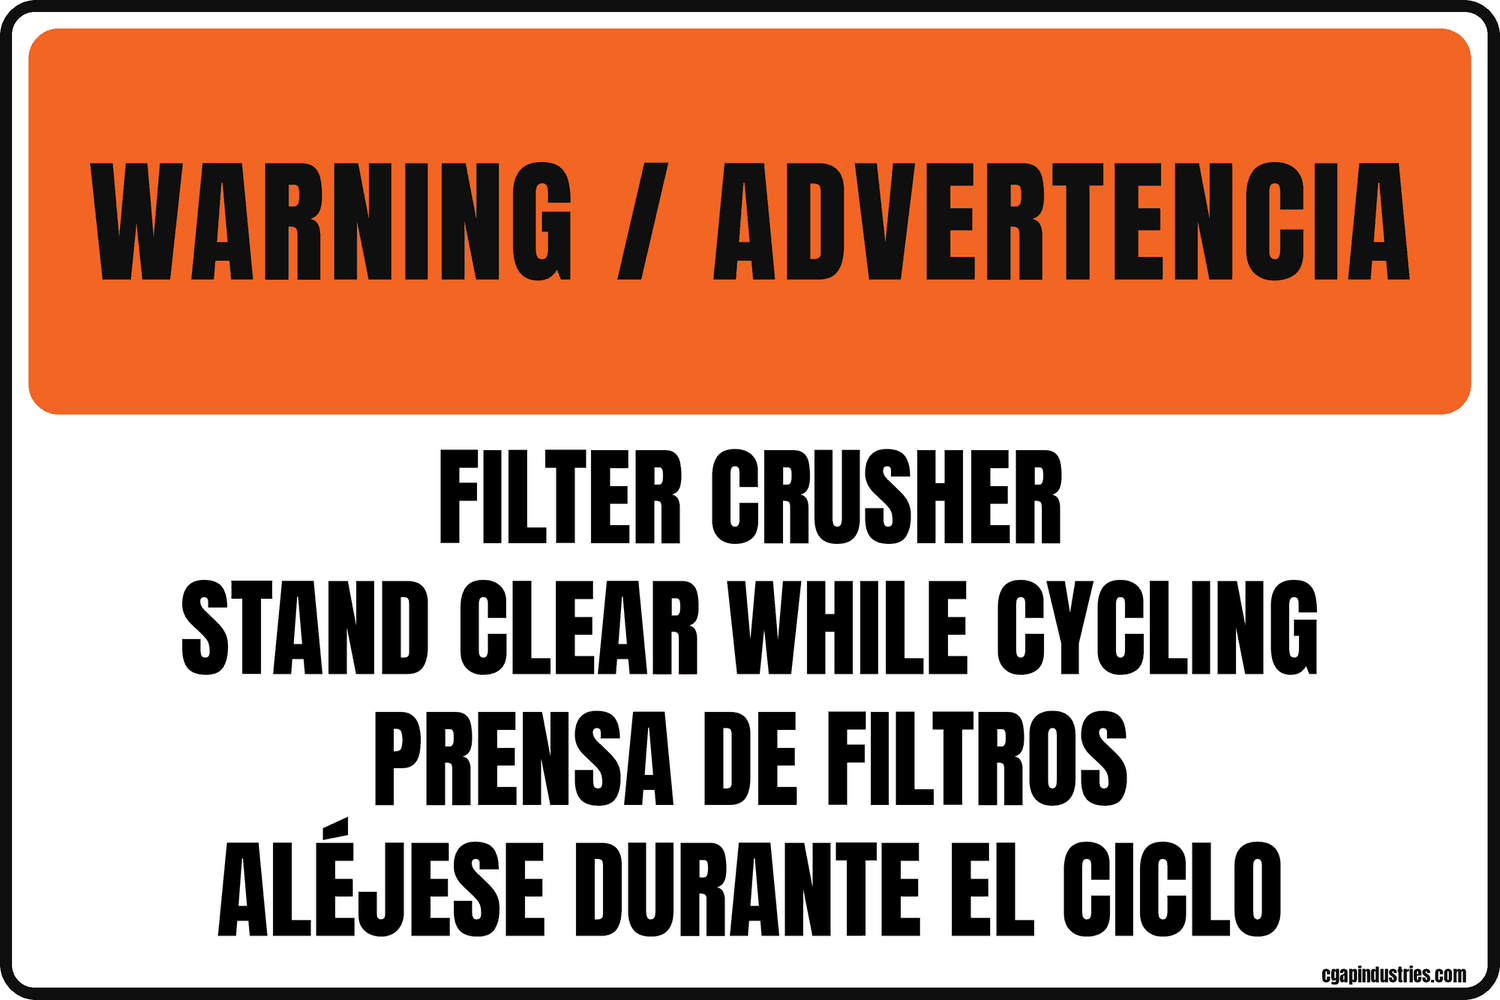 WARNING / ADVERTENCIA
FILTER CRUSHER
STAND CLEAR WHILE CYCLING
PRENSA DE FILTROS
ALÉJESE DURANTE EL CICLO
cgapindustries.com